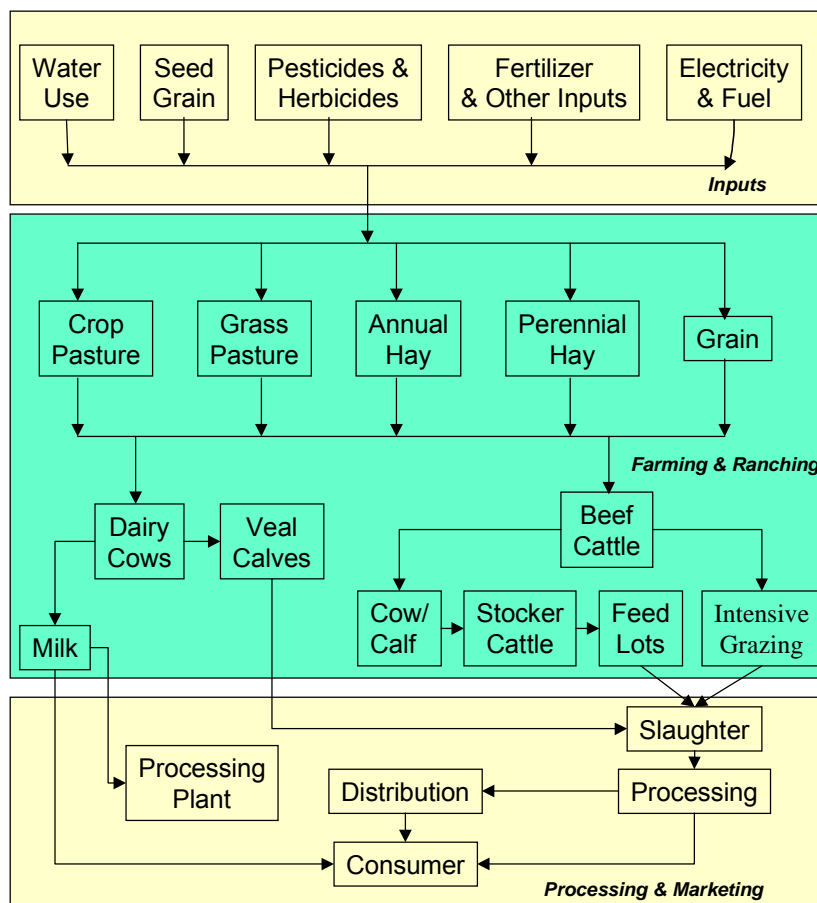 Water
Use
Seed
Grain
Pesticides &
Herbicides
Fertilizer
& Other Inputs
Electricity
& Fuel
Inputs
Crop
Pasture
Grass
Pasture
Annual
Hay
Perennial
Hay
Grain
Farming & Ranching
Dairy
Cows
Veal
Calves
Beef
Cattle
Cow/
Calf
Stocker
Cattle
Feed
Lots
Intensive
Grazing
Milk
Slaughter
Processing
Plant
Distribution
Processing
Consumer
Processing & Marketing